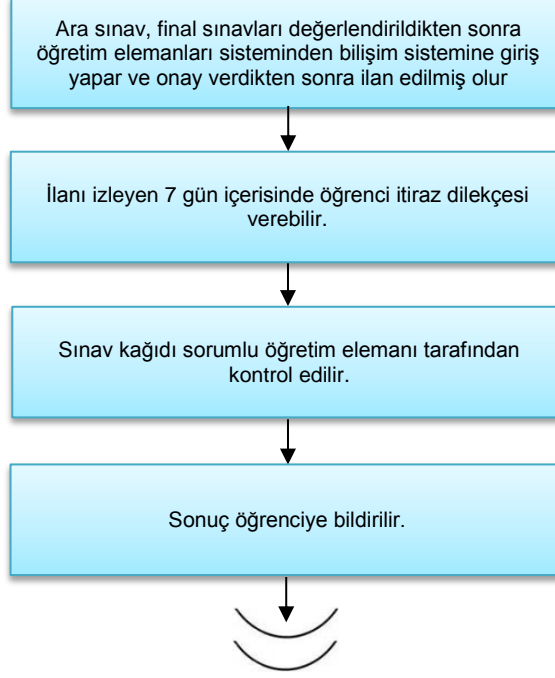 Ara sınav, final sınavları değerlendirildikten sonra
öğretim elemanları sisteminden bilişim sistemine giriş
yapar ve onay verdikten sonra ilan edilmiş olur
İlanı izleyen 7 gün içerisinde öğrenci itiraz dilekçesi
verebilir.
Sınav kağıdı sorumlu öğretim elemanı tarafından
kontrol edilir.
Sonuç öğrenciye bildirilir.